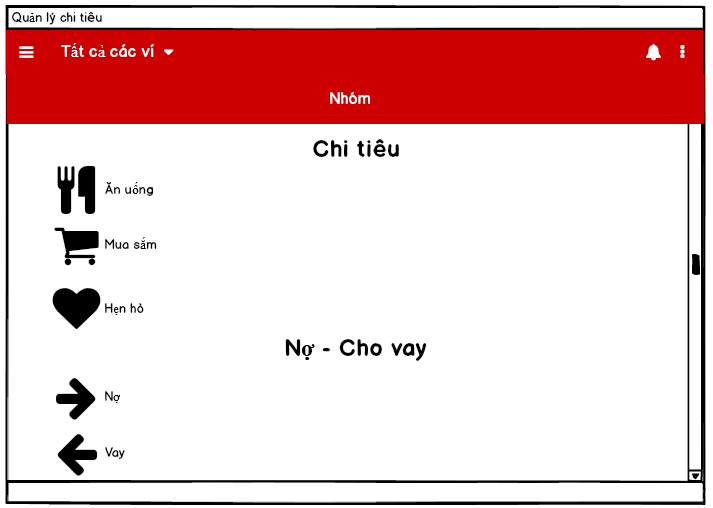 Quản lý chi tiêu
Tất cả các ví
Nhóm
Chi tiêu
Ăn uống
Mua sắm
Hẹn hò
Nợ - Cho vay
Nợ
Vay